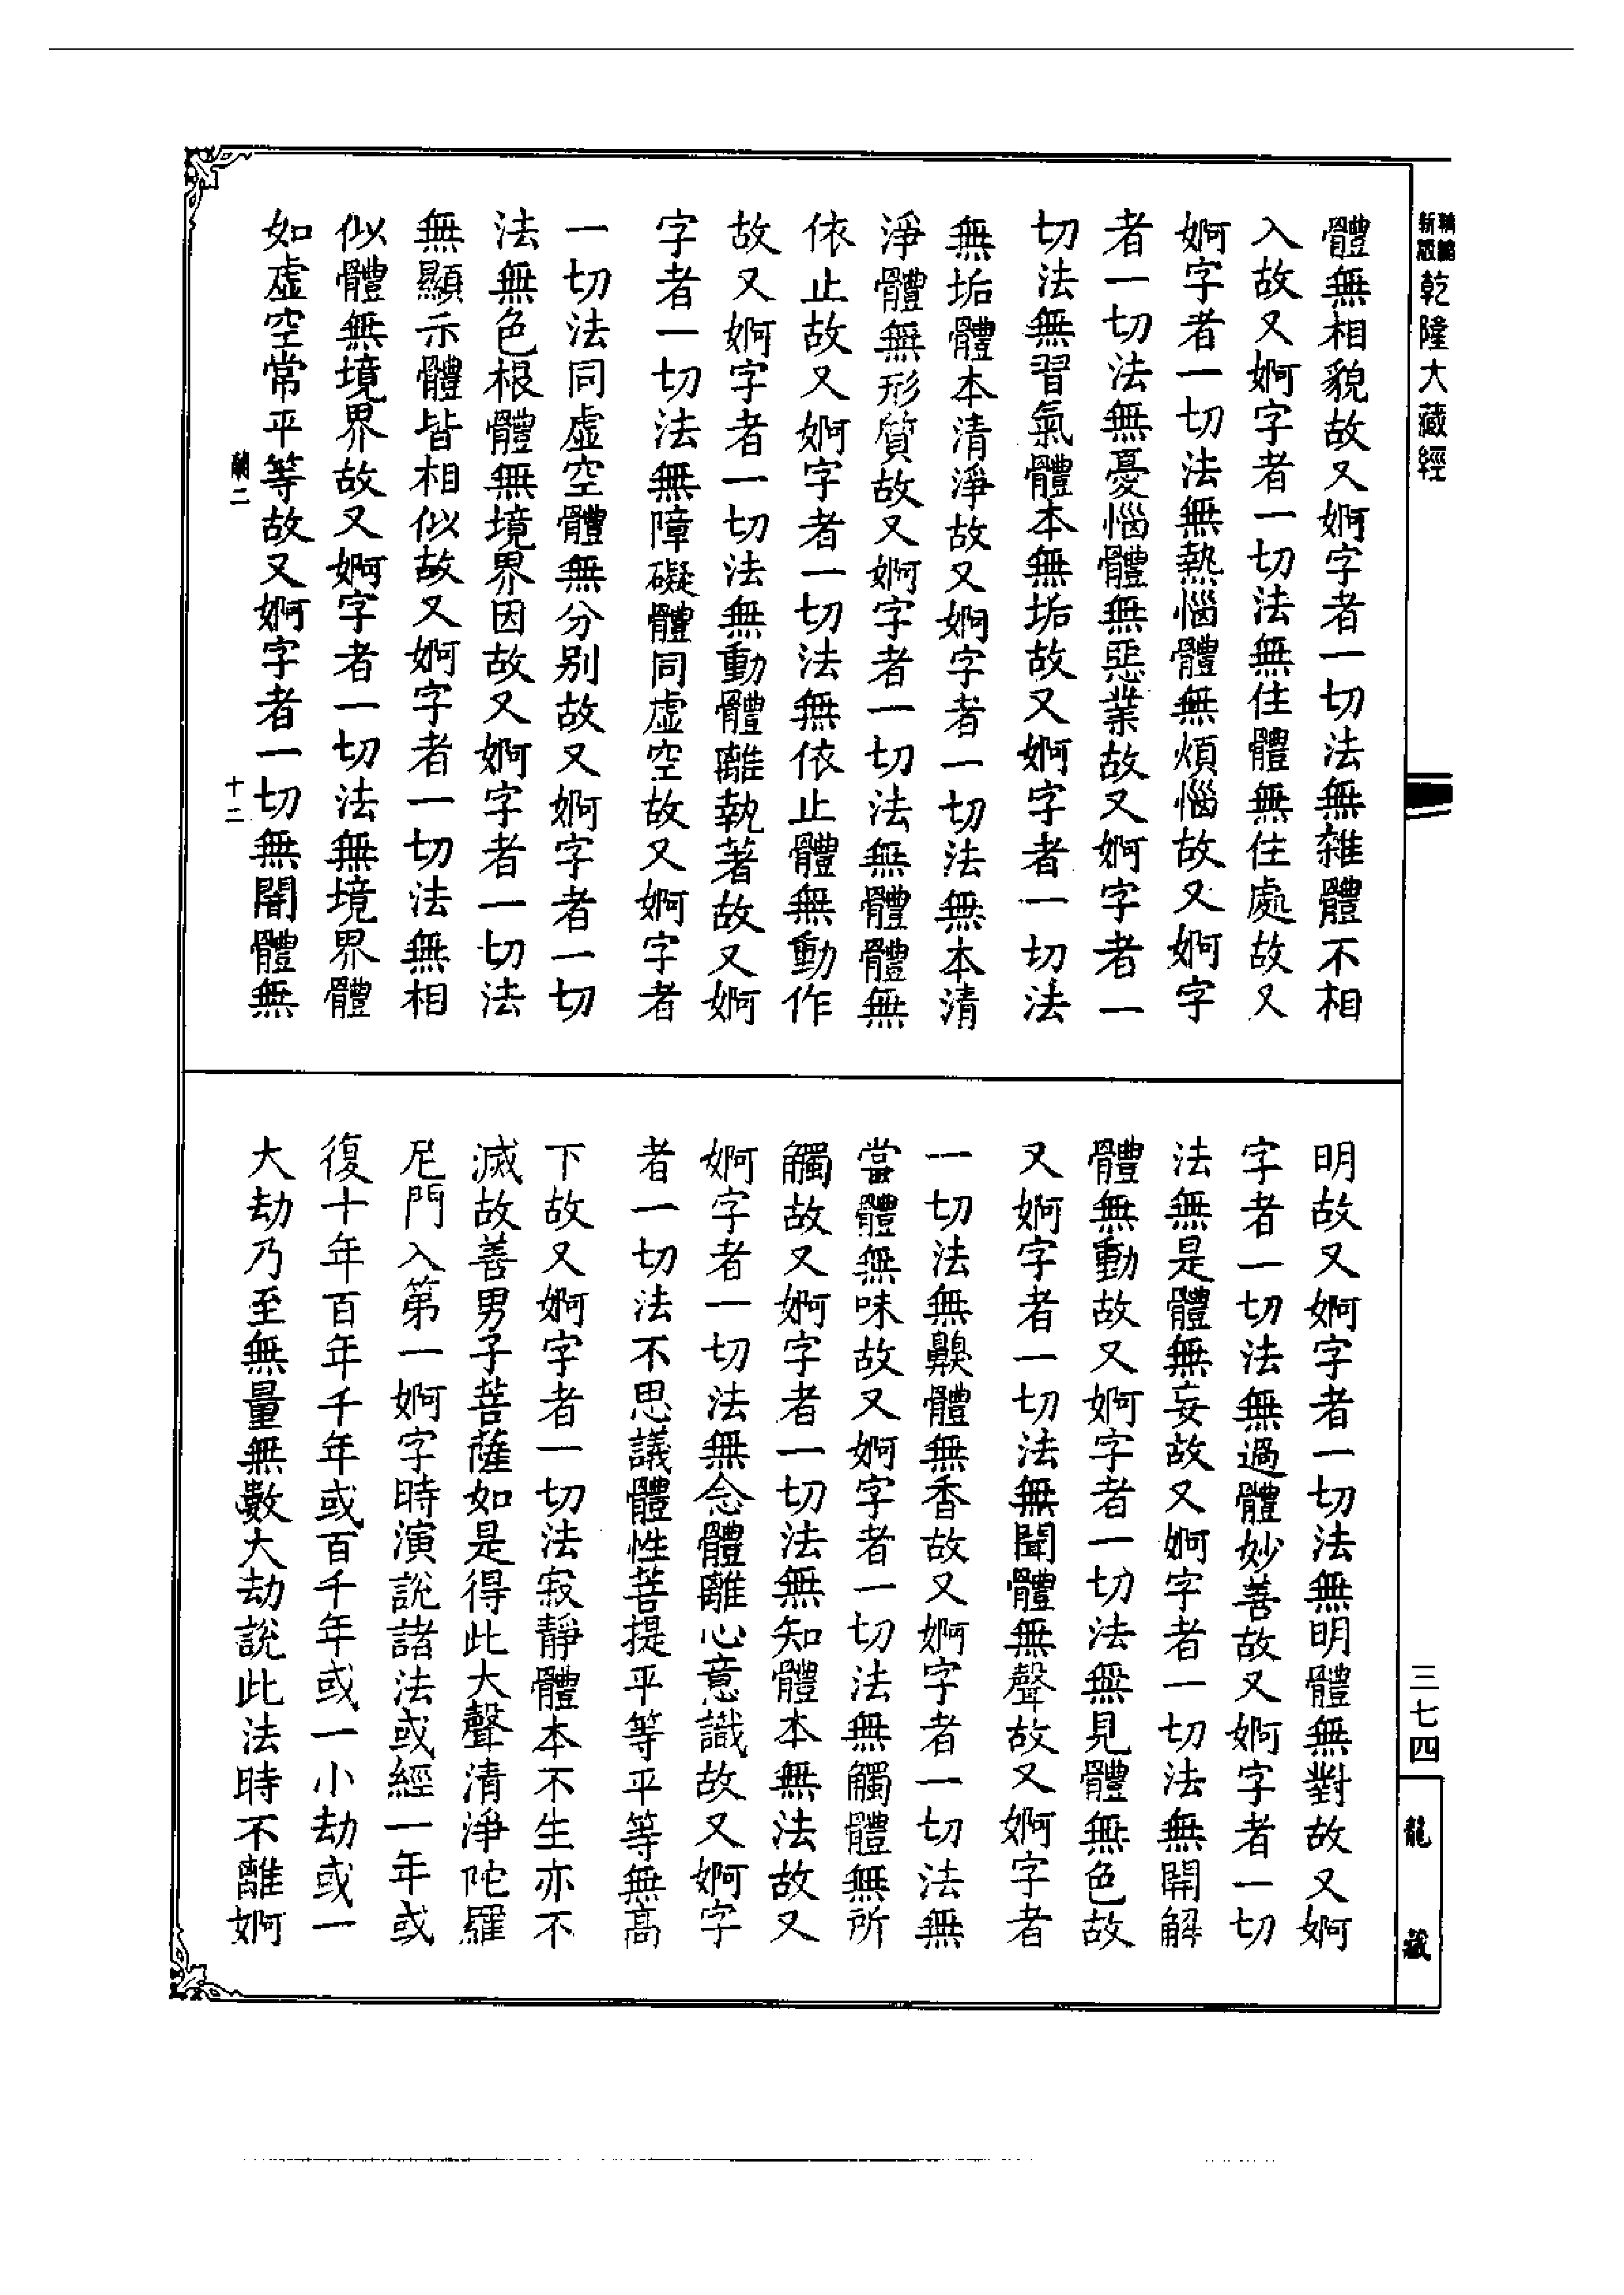 新版
乾隆大藏經
體無相貌故又婀字者一切法無雜體不相
入故又婀字者一切法無住體無住處故又
婀字者一切法無熱惱體無煩惱故又婀字
者一切法無憂惱體無惡業故又婀字者一
切法無習氣體本無垢故又婀字者一切法
無垢體本清淨故又婀字者一切法無本清
淨體無形質故又婀字者一切法無體體無
依止故又婀字者一切法無依止體無動作
故又婀字者一切法無動體離執著故又婀
字者一切法無障礙體同虛空故又婀字者
一切法同虛空體無分別故又婀字者一切
法無色根體無境界因故又婀字者一切法
無顯示體皆相似故又婀字者一切法無相
似體無境界故又婀字者一切法無境界體
如虛空常平等故又婀字者一切無闇體無
二
十二
明故又婀字者一切法無明體無對故又婀
字者一切法無過體妙善故又婀字者一切
法無是體無妄故又婀字者一切法無開解
體無動故又婀字者一切法無見體無色故
又婀字者一切法無聞體無聲故又婀字者
一切法無齅體無香故又婀字者一切法無
甞體無味故又婀字者一切法無觸體無所
觸故又婀字者一切法無知體本無法故又
婀字者一切法無念體離心意識故又婀字
者一切法不思議體性菩提平等平等無高
下故又婀字者一切法寂靜體本不生亦不
滅故善男子菩薩如是得此大聲清淨陀羅
尼門入第一婀字時演說諸法或經一年或
復十年百年千年或百千年或一小劫或一
大劫乃至無量無數大劫說此法時不離婀
三七四
龍藏